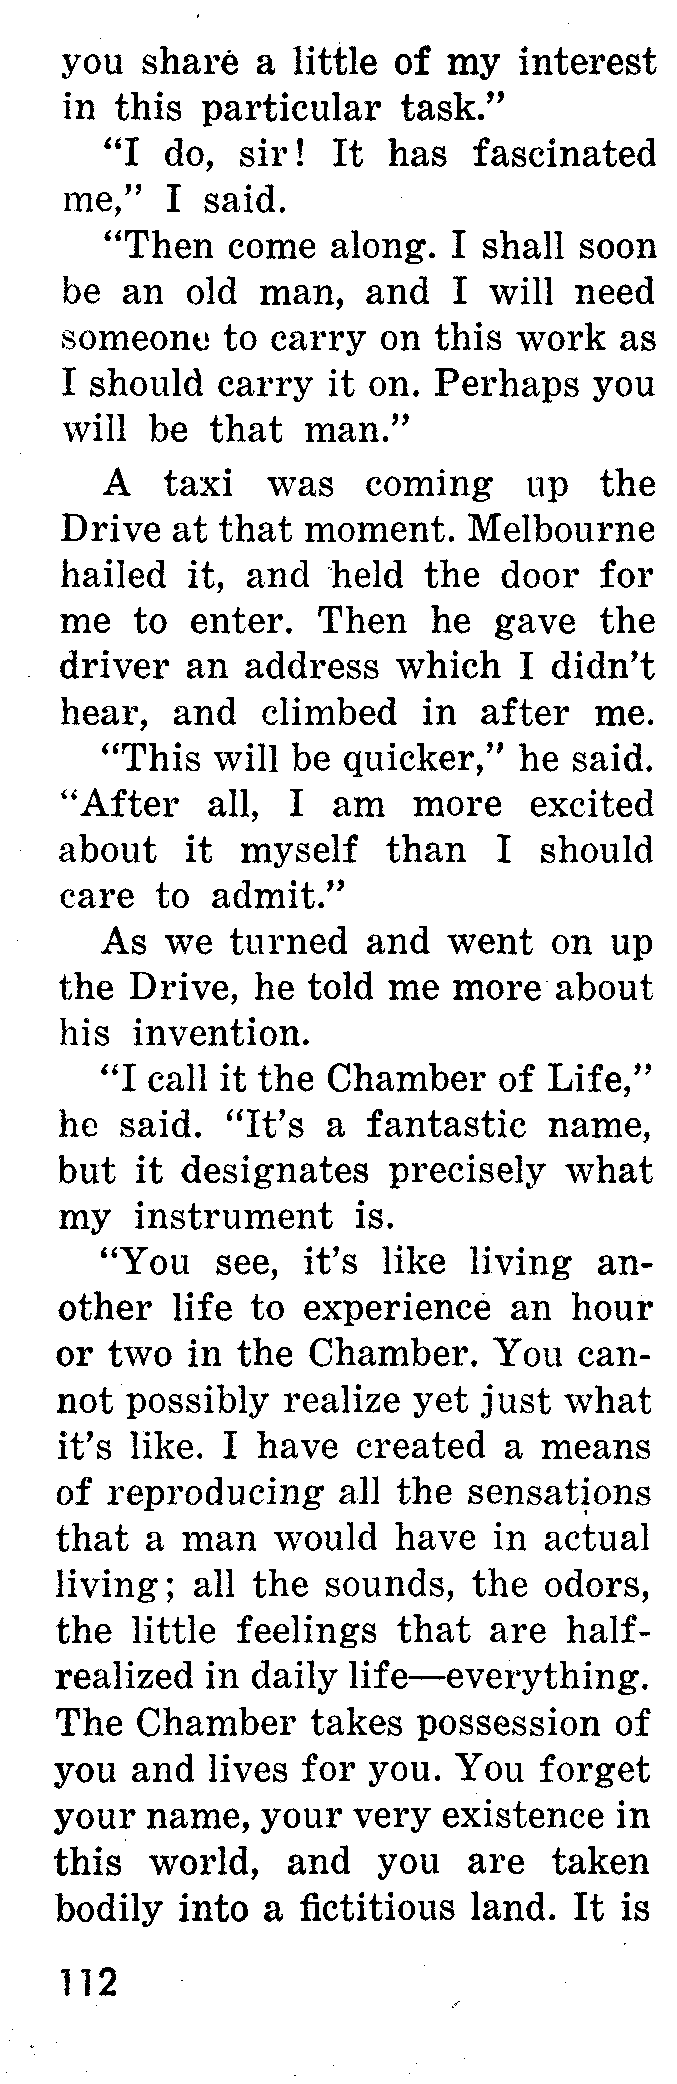 you share a little of my interest
in this particular task.”
“I do, sir! It has fascinated
me,” I said.
“Then come along. I shall soon
be an old man, and I will need
someone to carry on this work as
I should carry it on. Perhaps you
will be that man.”
A taxi was coming up the
Drive at that moment. Melbourne
hailed it, and held the door for
me to enter. Then he gave the
driver an address which I didn’t
hear, and climbed in after me.
“This will be quicker,” he said.
“After all, I am more excited
about it myself than I should
care to admit.”
As we turned and went on up
the Drive, he told me more about
his invention.
“I call it the Chamber of Life,”
he said. “It’s a fantastic name,
but it designates precisely what
my instrument is.
“You see, it’s like living an-
other life to experience an hour
or two in the Chamber. You can-
not possibly realize yet just what
it’s like. I have created a means
of reproducing all the sensations
that a man would have in actual
living; all the sounds, the odors,
the little feelings that are half-
realized in daily life—everything.
The Chamber takes possession of
you and lives for you. You forget
your name, your very existence in
this world, and you are taken
bodily into a fictitious land. It is
112